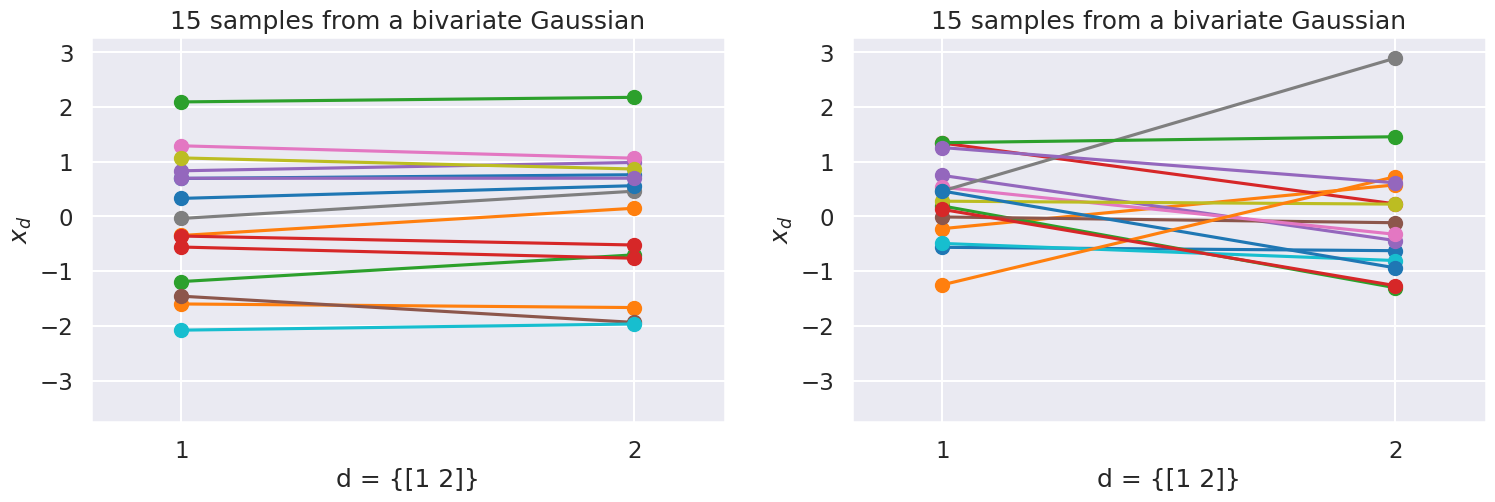 15 samples from a bivariate Gaussian
3
2
1
0
−1
−2
−3
x_d
1 2
d = {[1 2]}
15 samples from a bivariate Gaussian
3
2
1
0
−1
−2
−3
x_d
1 2
d = {[1 2]}